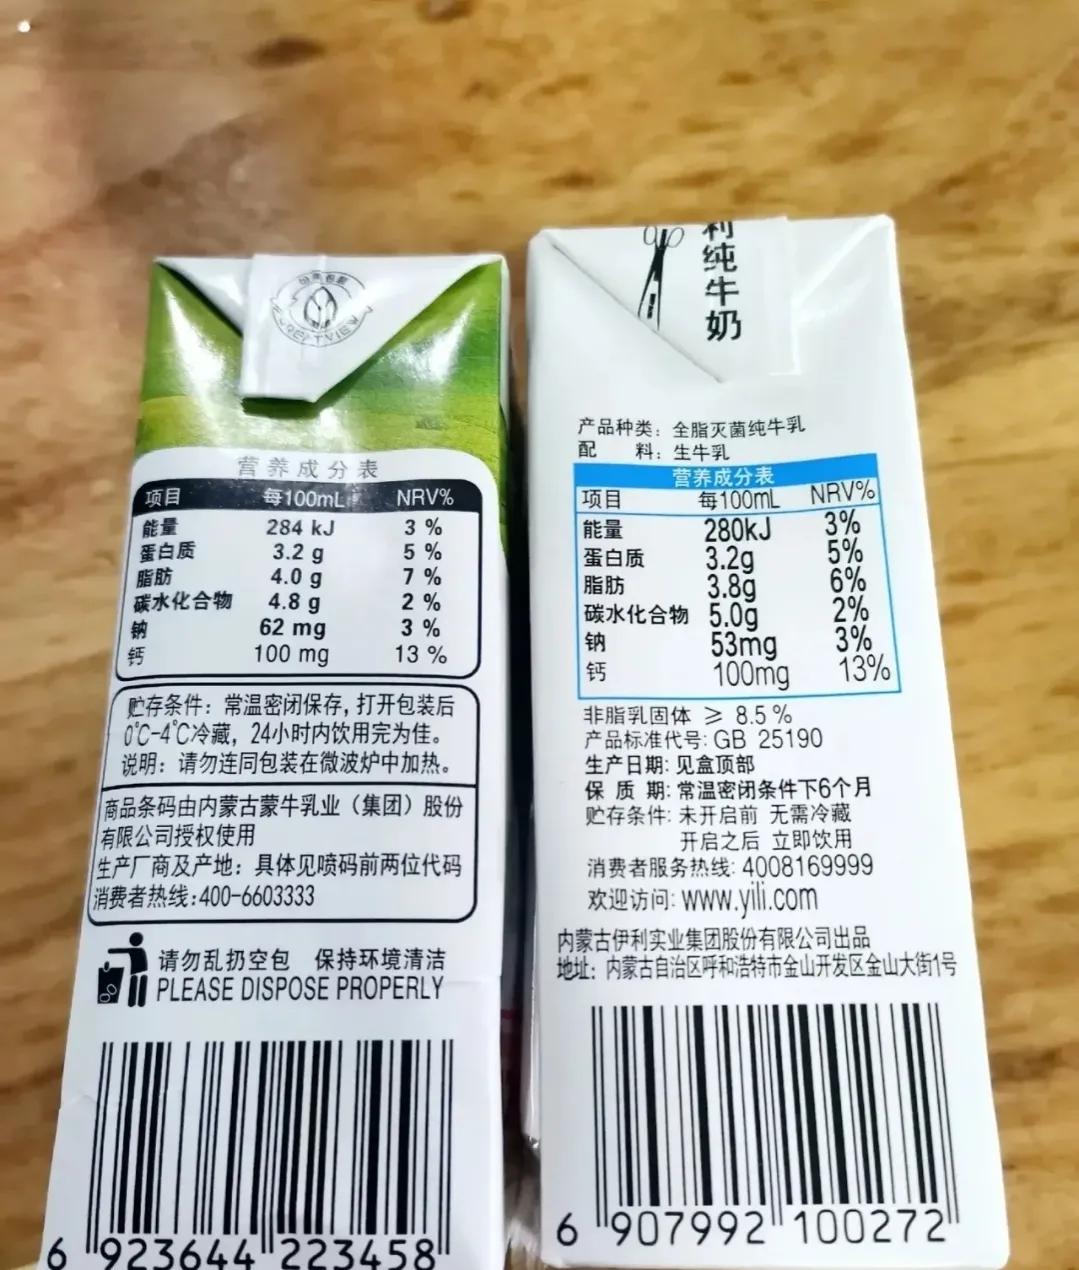 营养成分表
项目 每100mL NRV%
能量 284 kJ 3 %
蛋白质 3.2 g 5 %
脂肪 4.0 g 7 %
碳水化合物 4.8 g 2 %
钠 62 mg 3 %
钙 100 mg 13 %
贮存条件：常温密闭保存，打开包装后
0℃-4℃冷藏，24小时内饮用完为佳。
说明：请勿连同包装在微波炉中加热。
商品条码由内蒙古蒙牛乳业（集团）股份
有限公司授权使用
生产厂商及产地：具体见喷码前两位代码
消费者热线:400-6603333
请勿乱扔空包 保持环境清洁
PLEASE DISPOSE PROPERLY
6 923644 223458
利纯牛奶
产品种类：全脂灭菌纯牛乳
配 料：生牛乳
营养成分表
项目 每100mL NRV%
能量 280kJ 3%
蛋白质 3.2g 5%
脂肪 3.8g 6%
碳水化合物 5.0g 2%
钠 53mg 3%
钙 100mg 13%
非脂乳固体 ≥ 8.5%
产品标准代号: GB 25190
生产日期: 见盒顶部
保 质 期: 常温密闭条件下6个月
贮存条件: 未开启前 无需冷藏
开启之后 立即饮用
消费者服务热线: 4008169999
欢迎访问: www.yili.com
内蒙古伊利实业集团股份有限公司出品
地址：内蒙古自治区呼和浩特市金山开发区金山大街1号
6 907992 100272